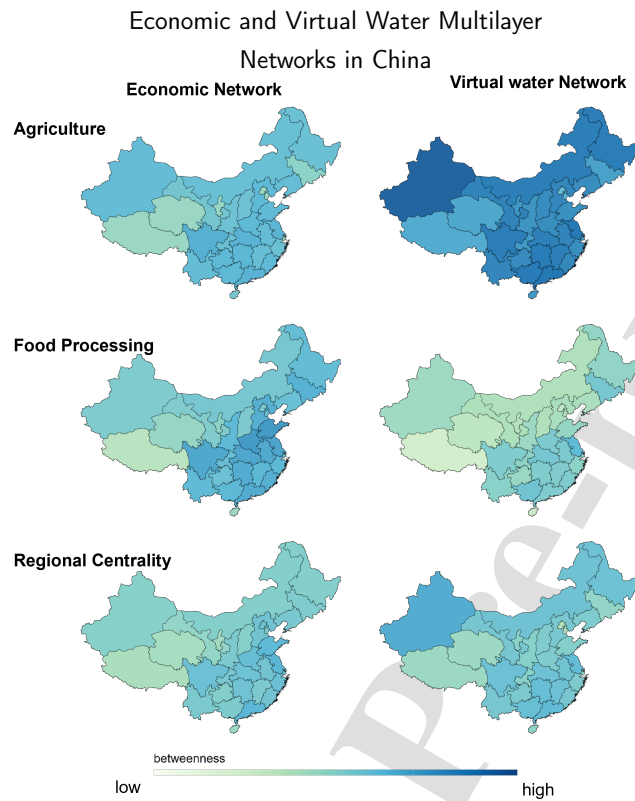 Economic and Virtual Water Multilayer
Networks in China
Economic Network
Virtual water Network
Agriculture
Food Processing
Regional Centrality
betweenness
low
high